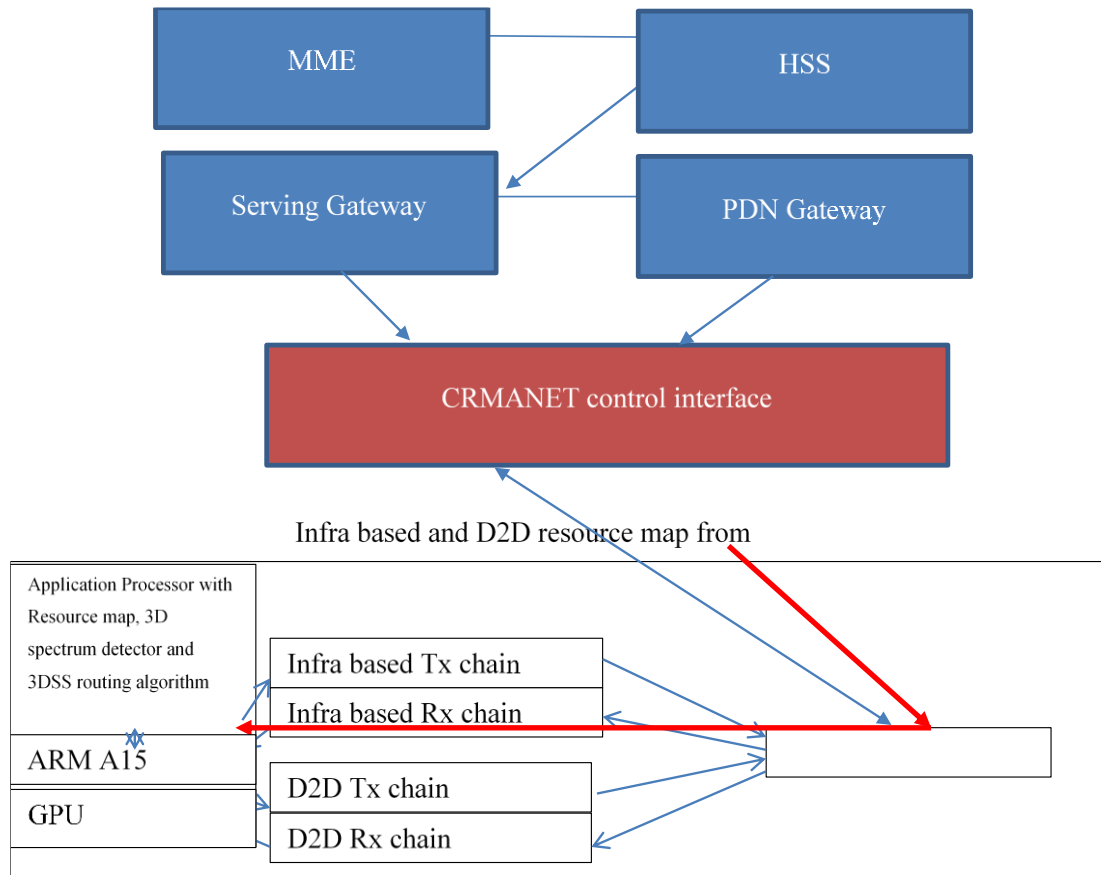 MME
HSS
Serving Gateway
PDN Gateway
CRMANET control interface
Infra based and D2D resource map from
Application Processor with
Resource map, 3D
spectrum detector and
3DSS routing algorithm
Infra based Tx chain
Infra based Rx chain
ARM A15
D2D Tx chain
GPU
D2D Rx chain